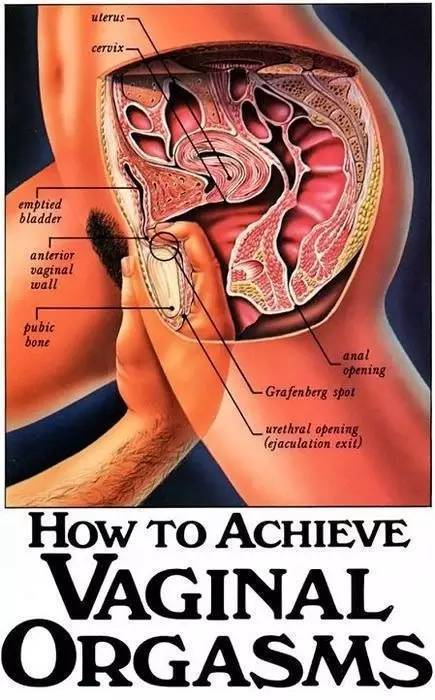 uterus
cervix
emptied
bladder
anterior
vaginal
wall
pubic
bone
anal
opening
Grafenberg spot
urethral opening
(ejaculation exit)
HOW TO ACHIEVE
VAGINAL
ORGASMS